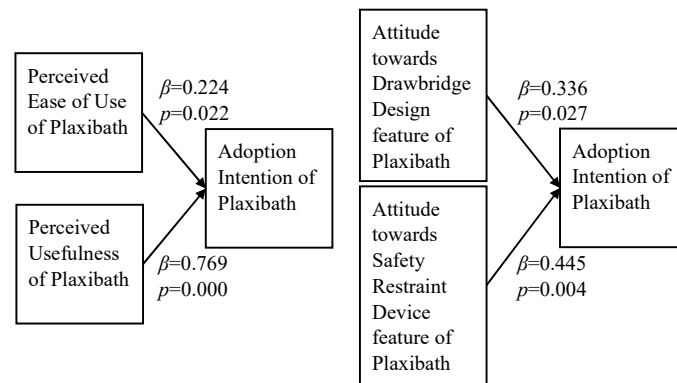 Perceived
Ease of Use
of Plaxibath
β=0.224
p=0.022
Adoption
Intention of
Plaxibath
Perceived
Usefulness
of Plaxibath
β=0.769
p=0.000
Attitude
towards
Drawbridge
Design
feature of
Plaxibath
β=0.336
p=0.027
Adoption
Intention of
Plaxibath
Attitude
towards
Safety
Restraint
Device
feature of
Plaxibath
β=0.445
p=0.004